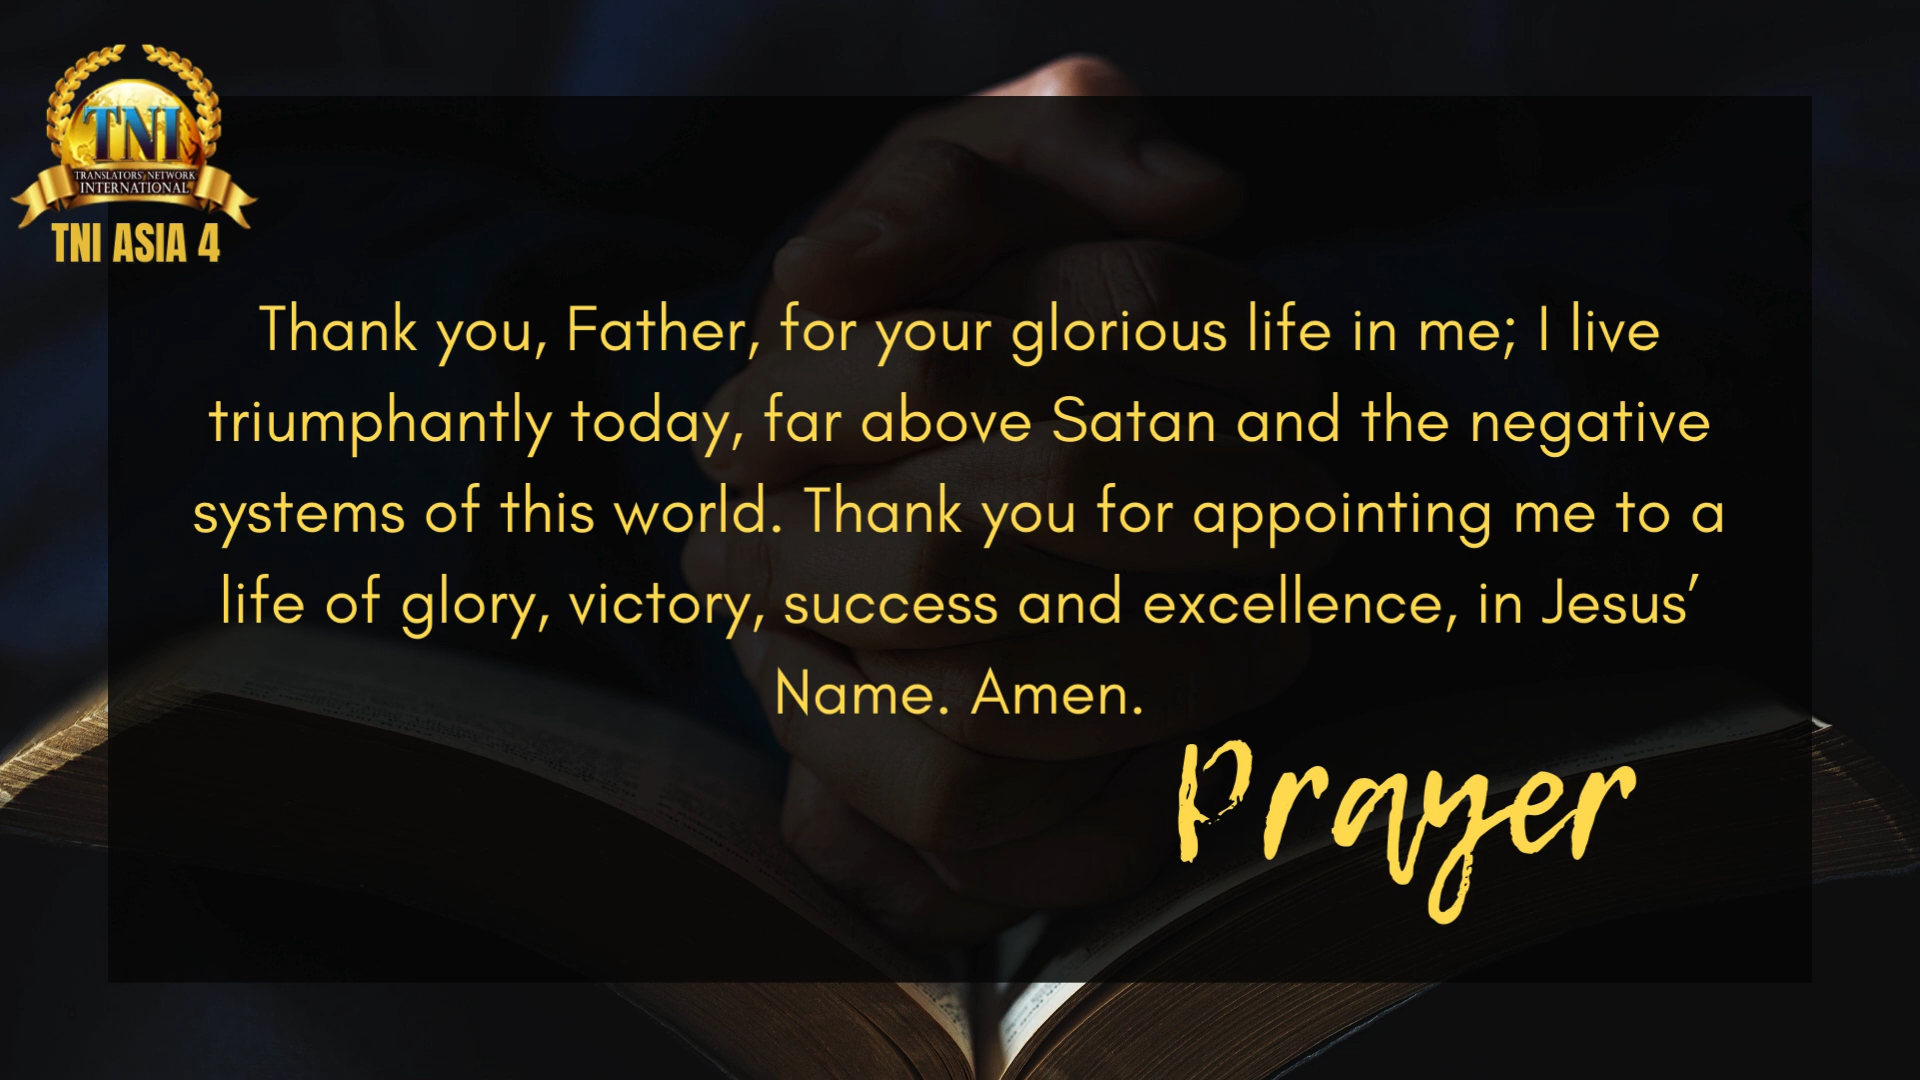 TNI
TRANSLATORS' NETWORK
INTERNATIONAL
TNI ASIA 4
Thank you, Father, for your glorious life in me; I live
triumphantly today, far above Satan and the negative
systems of this world. Thank you for appointing me to a
life of glory, victory, success and excellence, in Jesus’
Name. Amen.
Prayer